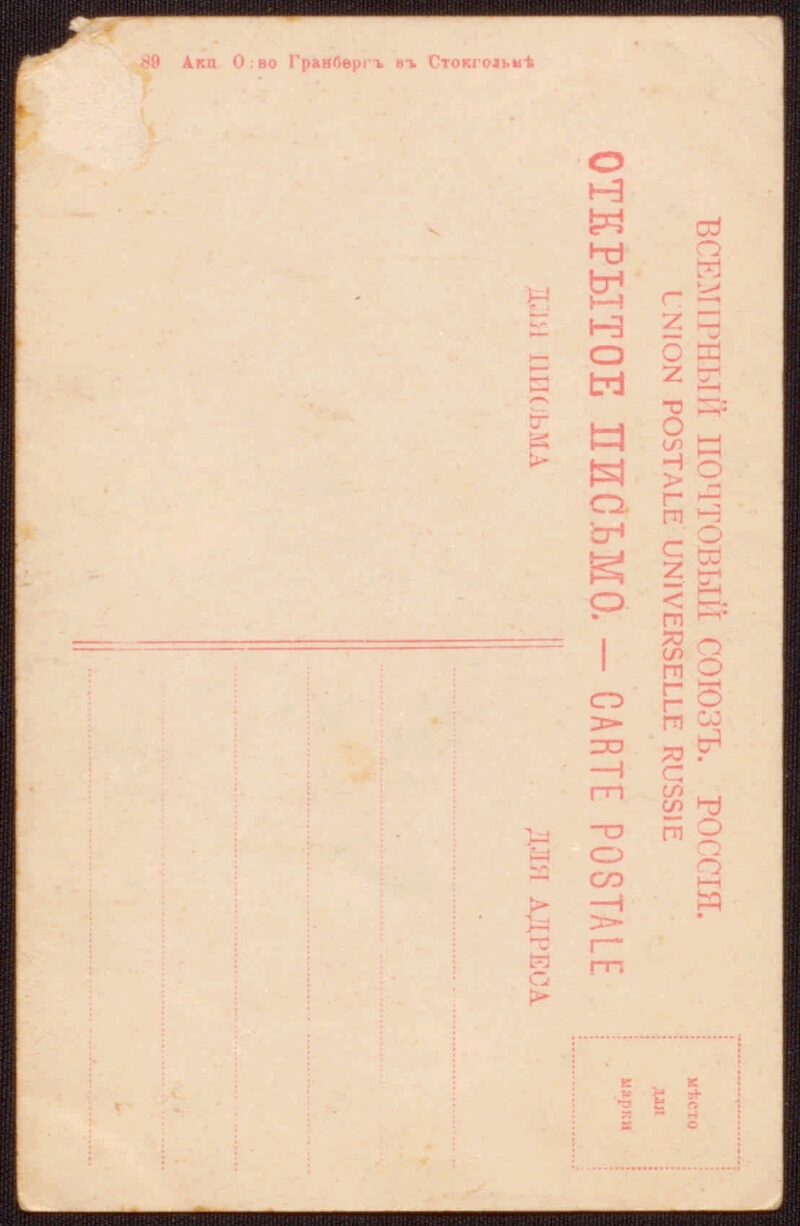 ВСЕМІРНЫЙ ПОЧТОВЫЙ СОЮЗЪ. РОССІЯ.
UNION POSTALE UNIVERSELLE RUSSIE
ОТКРЫТОЕ ПИСЬМО. — CARTE POSTALE
ДЛЯ ПИСЬМА
ДЛЯ АДРЕСА
мѣсто
для
марки
89 Акц. О:во Гранбергъ въ Стокгольмѣ